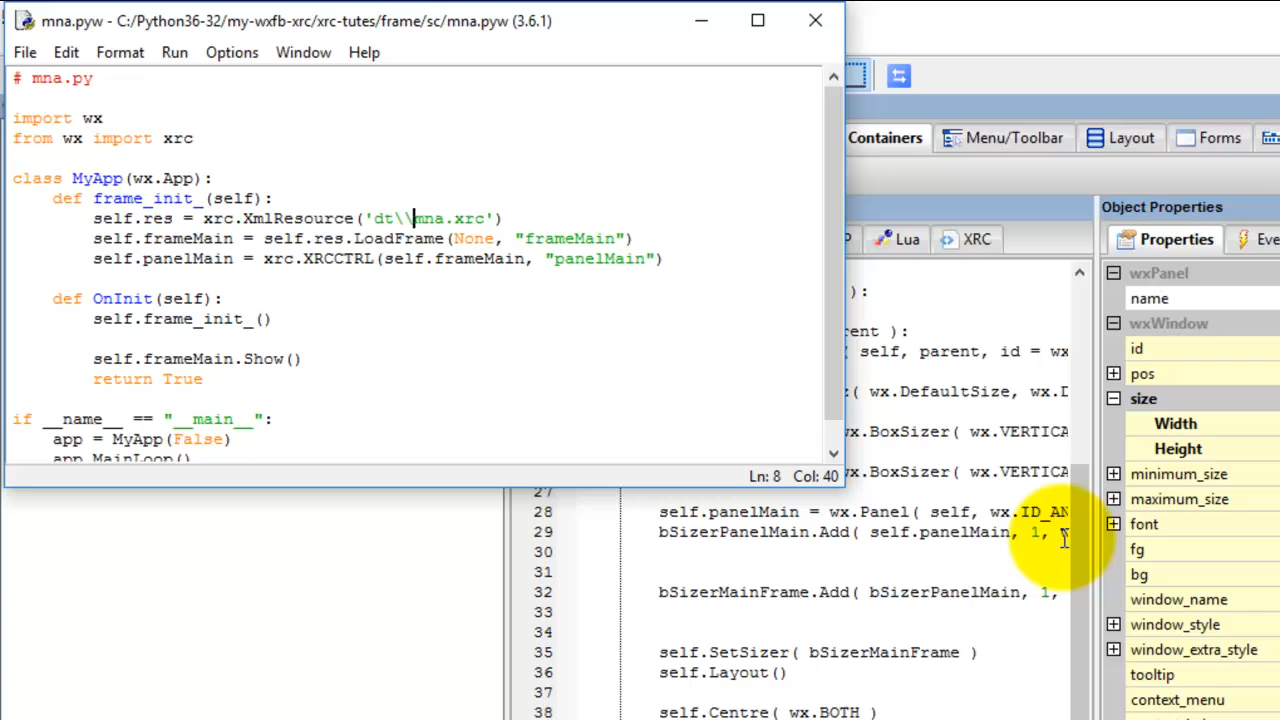 mna.pyw - C:/Python36-32/my-wxfb-xrc/xrc-tutes/frame/sc/mna.pyw (3.6.1)
File Edit Format Run Options Window Help
# mna.py
import wx
from wx import xrc
class MyApp(wx.App):
def frame_init_(self):
self.res = xrc.XmlResource('dt\\mna.xrc')
self.frameMain = self.res.LoadFrame(None, "frameMain")
self.panelMain = xrc.XRCCTRL(self.frameMain, "panelMain")
def OnInit(self):
self.frame_init_()
self.frameMain.Show()
return True
if __name__ == "__main__":
app = MyApp(False)
app.MainLoop()
Ln: 8 Col: 40
Containers Menu/Toolbar Layout Forms
P Lua XRC
):
rent ):
( self, parent, id = wx
z( wx.DefaultSize, wx.D
wx.BoxSizer( wx.VERTICA
wx.BoxSizer( wx.VERTICA
27
28 self.panelMain = wx.Panel( self, wx.ID_AN
29 bSizerPanelMain.Add( self.panelMain, 1,
30
31
32 bSizerMainFrame.Add( bSizerPanelMain, 1,
33
34
35 self.SetSizer( bSizerMainFrame )
36 self.Layout()
37
38 self.Centre( wx.BOTH )
Object Properties
Properties Eve
wxPanel
name
wxWindow
id
pos
size
Width
Height
minimum_size
maximum_size
font
fg
bg
window_name
window_style
window_extra_style
tooltip
context_menu